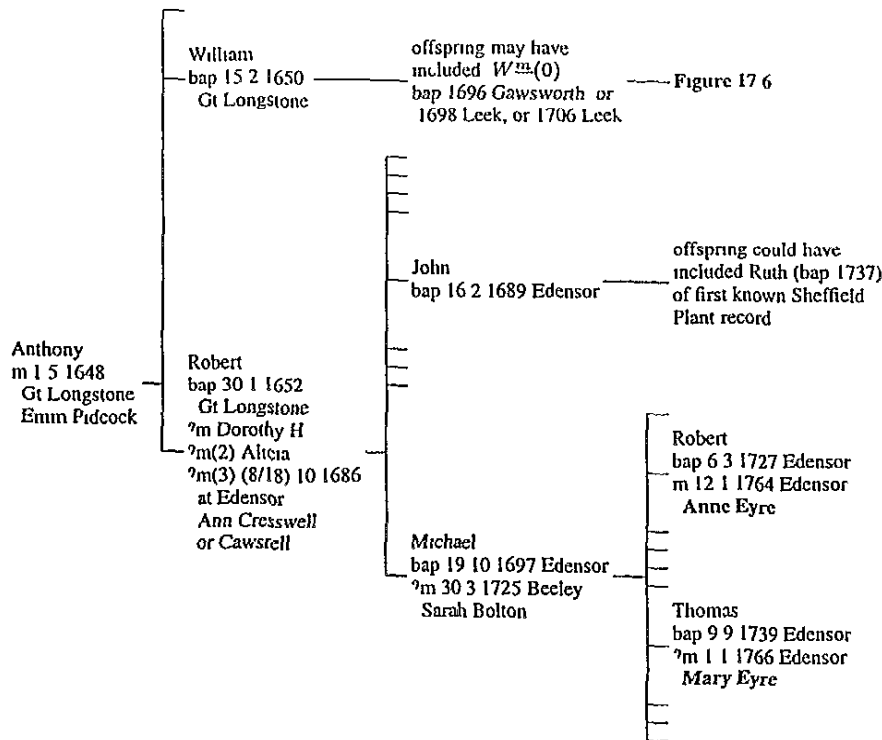 William
bap 15 2 1650
Gt Longstone
offspring may have
included Wm(0)
bap 1696 Gawsworth or
1698 Leek, or 1706 Leek
Figure 17 6
John
bap 16 2 1689 Edensor
offspring could have
included Ruth (bap 1737)
of first known Sheffield
Plant record
Anthony
m 1 5 1648
Gt Longstone
Emm Pidcock
Robert
bap 30 1 1652
Gt Longstone
?m Dorothy H
?m(2) Alicia
?m(3) (8/18) 10 1686
at Edensor
Ann Cresswell
or Cawstell
Michael
bap 19 10 1697 Edensor
?m 30 3 1725 Beeley
Sarah Bolton
Robert
bap 6 3 1727 Edensor
m 12 1 1764 Edensor
Anne Eyre
Thomas
bap 9 9 1739 Edensor
?m 1 1 1766 Edensor
Mary Eyre